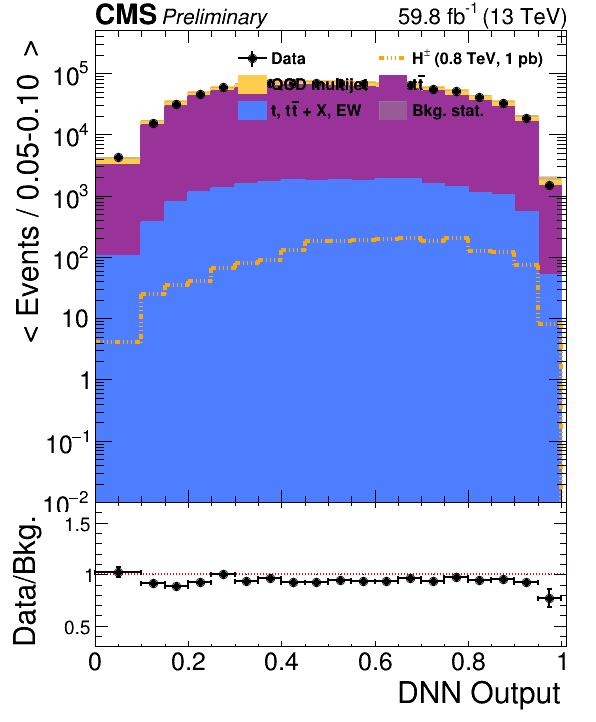 CMS Preliminary 59.8 fb⁻¹ (13 TeV)
Data
H± (0.8 TeV, 1 pb)
QCD multijet
tt̅
t, tt̅ + X, EW
Bkg. stat.
< Events / 0.05-0.10 >
10⁵
10⁴
10³
10²
10
1
10⁻¹
10⁻²
Data/Bkg.
1.5
1
0.5
0 0.2 0.4 0.6 0.8 1
DNN Output